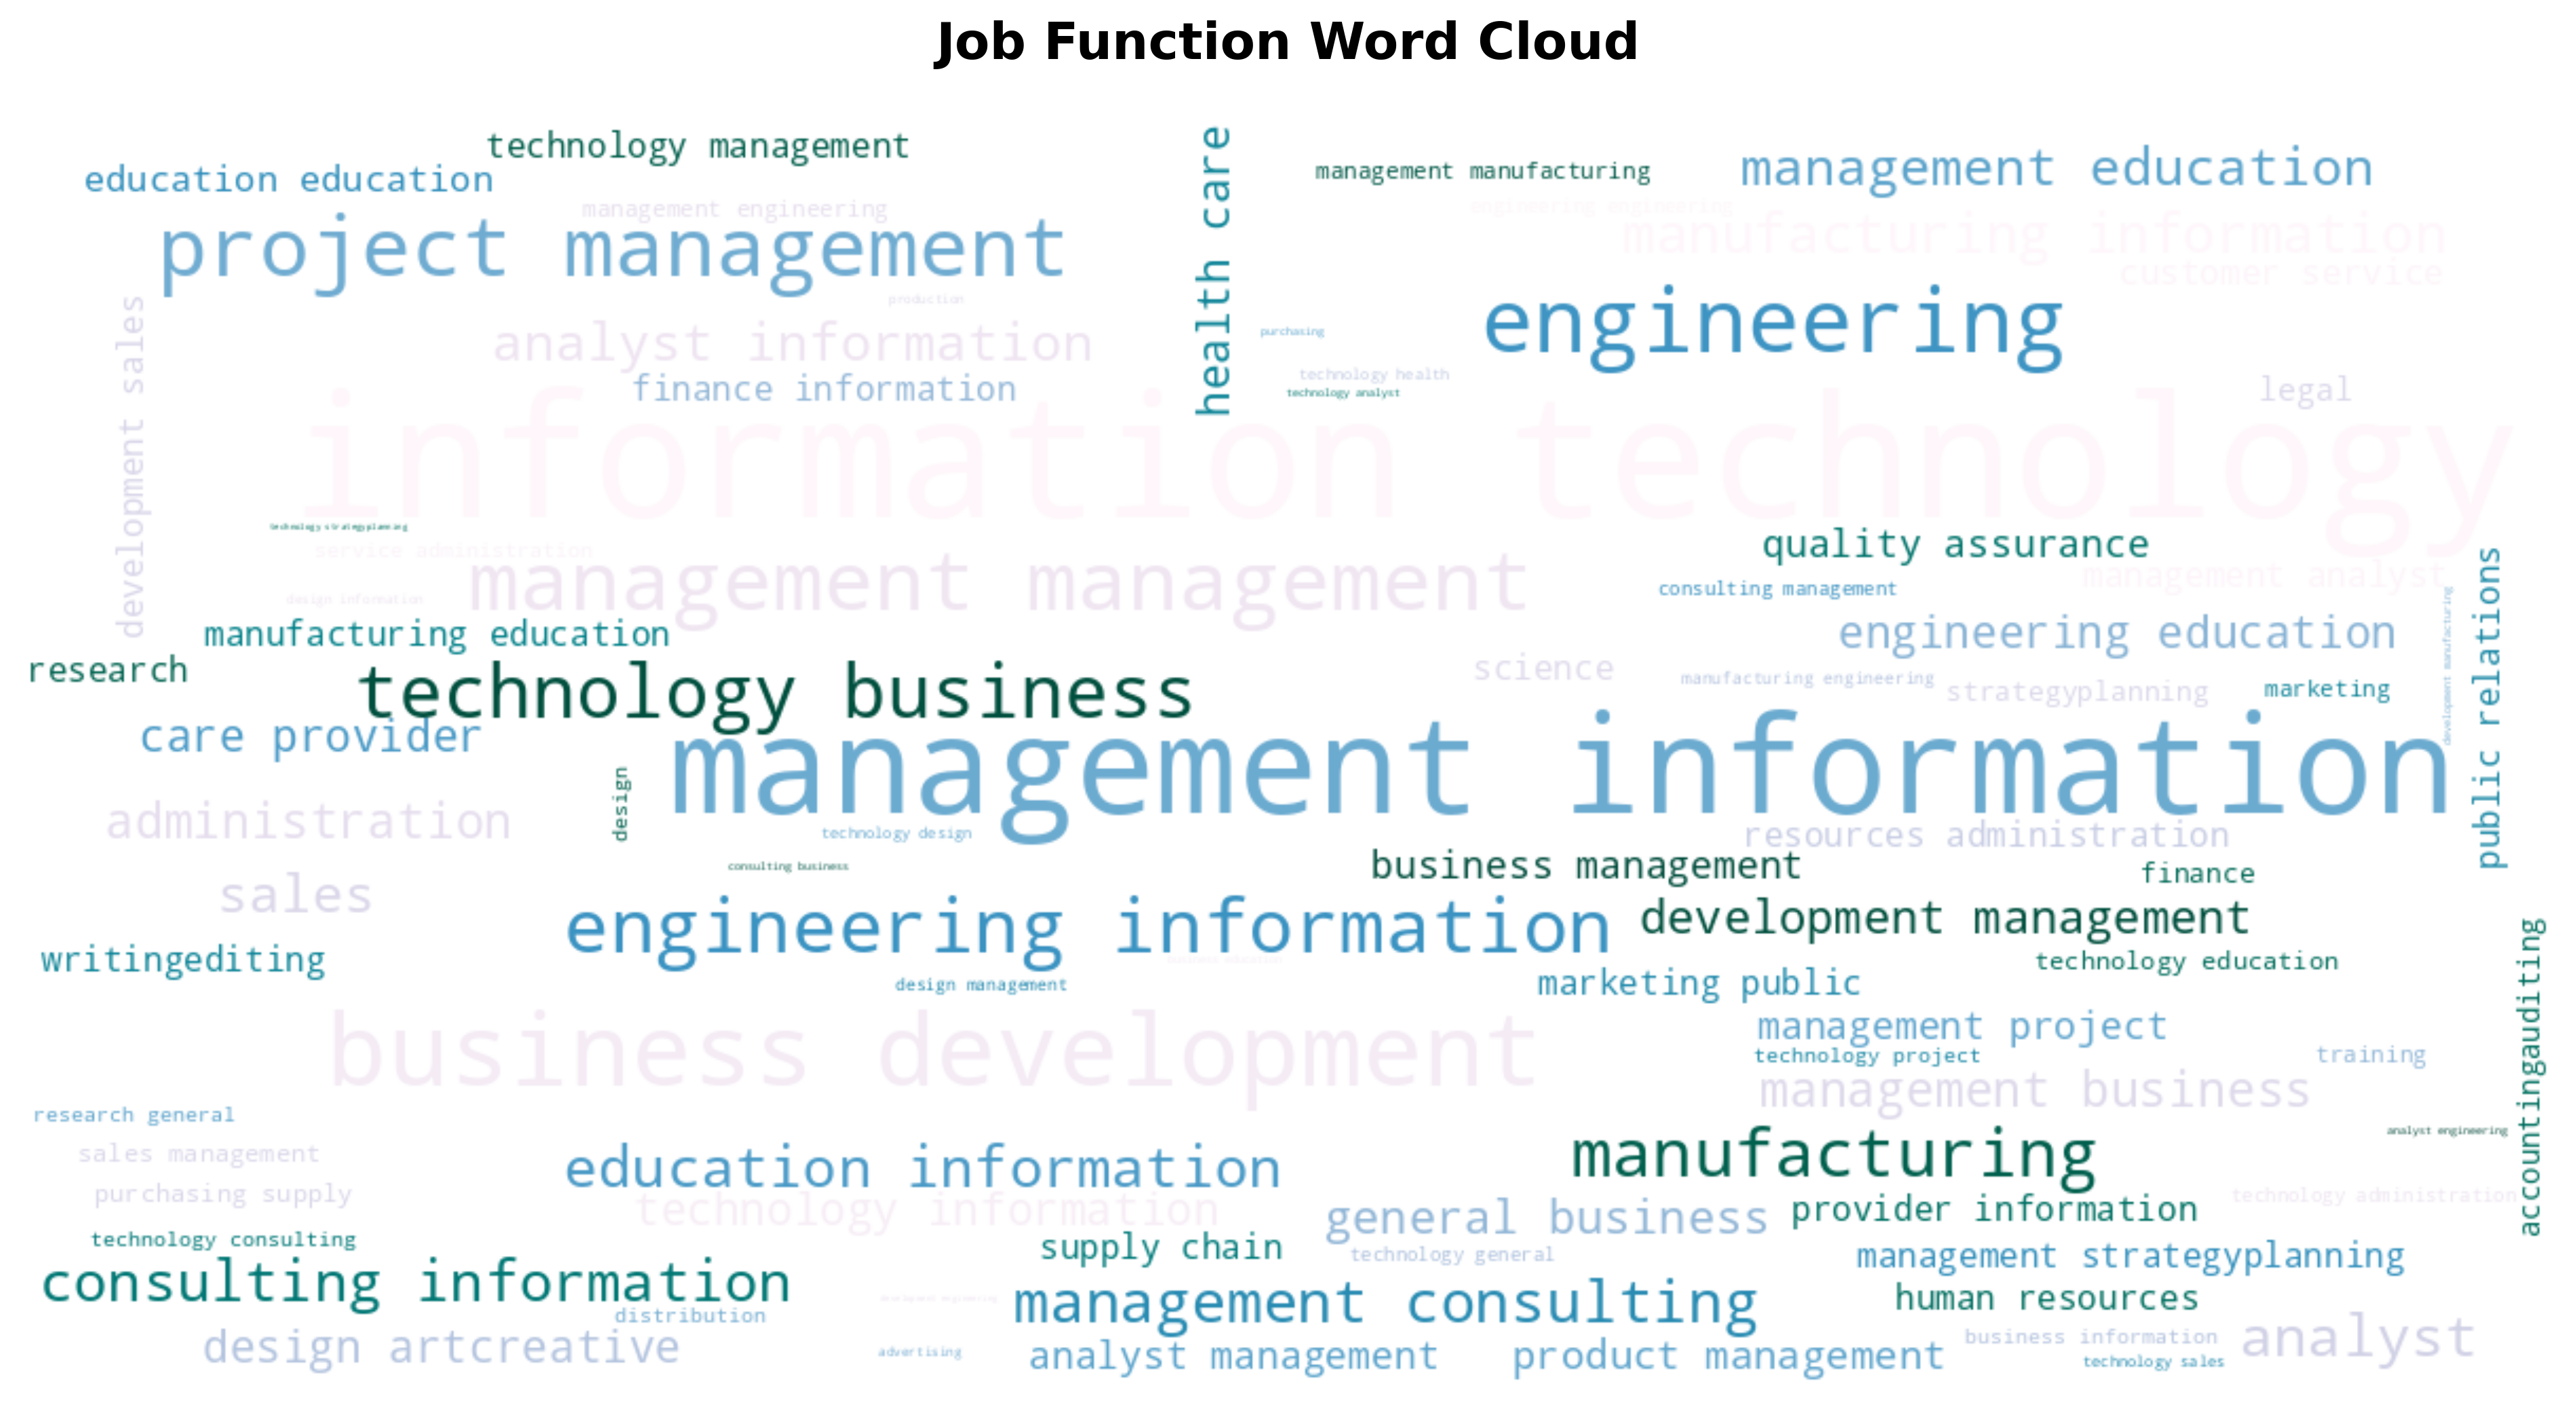 Job Function Word Cloud
technology management
education education
management engineering
project management
production
development sales
analyst information
finance information
health care
management manufacturing
management education
engineering engineering
manufacturing information
customer service
engineering
purchasing
technology health
technology analyst
legal
information technology
technology strategyplanning
service administration
design information
management management
quality assurance
management analyst
consulting management
development manufacturing
public relations
manufacturing education
engineering education
research
technology business
science
manufacturing engineering
strategyplanning
marketing
care provider
management information
design
administration
technology design
resources administration
consulting business
business management
finance
sales
engineering information
development management
writingediting
business education
technology education
design management
marketing public
accountingauditing
business development
management project
technology project
training
management business
research general
analyst engineering
sales management
manufacturing
education information
purchasing supply
technology information
technology administration
general business
provider information
technology consulting
supply chain
technology general
management strategyplanning
consulting information
management consulting
human resources
distribution
design artcreative
advertising
analyst management
product management
business information
technology sales
analyst